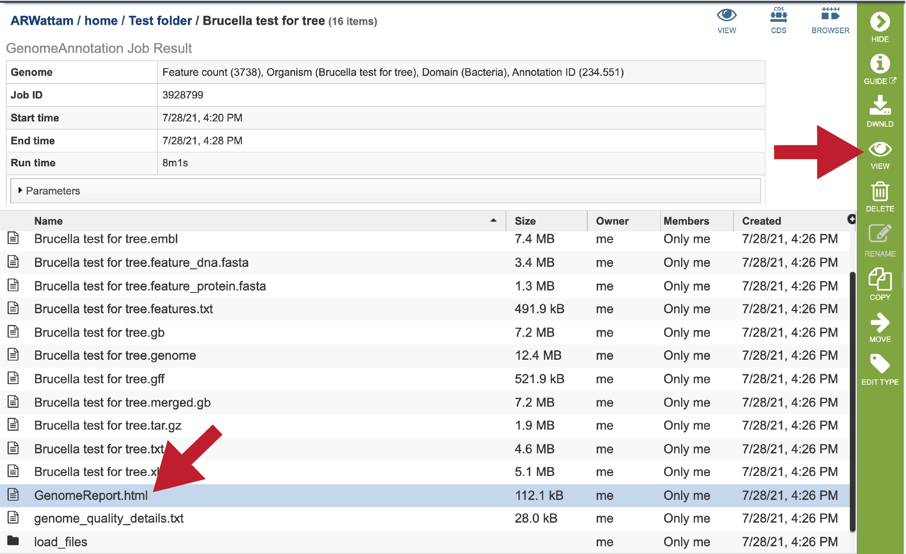 ARWattam / home / Test folder / Brucella test for tree (16 items)
VIEW
CDS
CDS
BROWSER
GenomeAnnotation Job Result
Genome Feature count (3738), Organism (Brucella test for tree), Domain (Bacteria), Annotation ID (234.551)
Job ID 3928799
Start time 7/28/21, 4:20 PM
End time 7/28/21, 4:28 PM
Run time 8m1s
Parameters
Name Size Owner Members Created
Brucella test for tree.embl 7.4 MB me Only me 7/28/21, 4:26 PM
Brucella test for tree.feature_dna.fasta 3.4 MB me Only me 7/28/21, 4:26 PM
Brucella test for tree.feature_protein.fasta 1.3 MB me Only me 7/28/21, 4:26 PM
Brucella test for tree.features.txt 491.9 kB me Only me 7/28/21, 4:26 PM
Brucella test for tree.gb 7.2 MB me Only me 7/28/21, 4:26 PM
Brucella test for tree.genome 12.4 MB me Only me 7/28/21, 4:26 PM
Brucella test for tree.gff 521.9 kB me Only me 7/28/21, 4:26 PM
Brucella test for tree.merged.gb 7.2 MB me Only me 7/28/21, 4:26 PM
Brucella test for tree.tar.gz 1.9 MB me Only me 7/28/21, 4:26 PM
Brucella test for tree.txt 4.6 MB me Only me 7/28/21, 4:26 PM
Brucella test for 5.1 MB me Only me 7/28/21, 4:26 PM
GenomeReport.html 112.1 kB me Only me 7/28/21, 4:26 PM
genome_quality_details.txt 28.0 kB me Only me 7/28/21, 4:26 PM
load_files me Only me 7/28/21, 4:26 PM
HIDE
GUIDE
DWNLD
VIEW
DELETE
RENAME
COPY
MOVE
EDIT TYPE